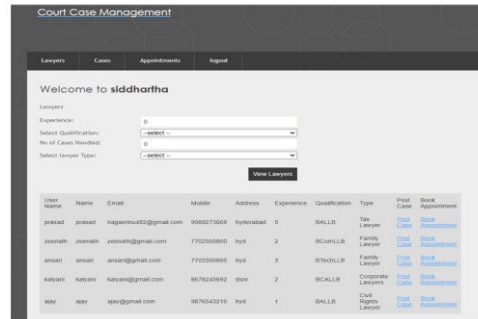 Court Case Management
Lawyers Cases Appointments logout
Welcome to siddhartha
Lawyers
Experience: 0
Select Qualification: --select --
No of Cases Handled: 0
Select lawyer Type: --select --
View Lawyers
User Name Name Email Mobile Address Experience Qualification Type Post Case Book Appointment
prasad prasad 9989273669 hyderabad 5 BALLB Tax Lawyer Post Case Book Appointment
zeenath zeenath zeenath@gmail.com 7702500860 hyd 2 BComLLB Family Lawyer Post Case Book Appointment
ansari ansari ansari@gmail.com 7702500860 hyd 3 BTechLLB Family Lawyer Post Case Book Appointment
kalyani kalyani kalyani@gmail.com dsnr 2 BCALLB Corporate Lawyers Post Case Book Appointment
ajay ajay ajay@gmail.com 9876543210 hyd 1 BALLB Civil Rights Lawyer Post Case Book Appointment